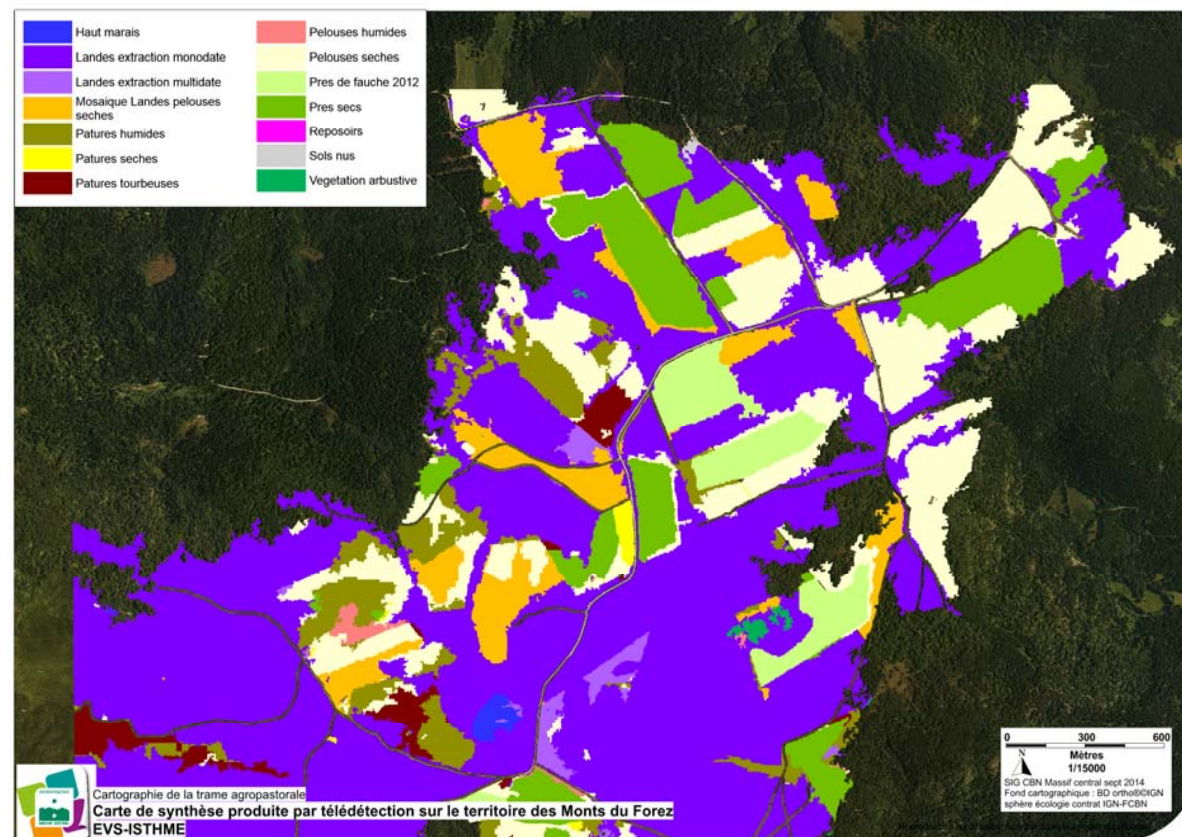 Haut marais
Landes extraction monodate
Landes extraction multidate
Mosaique Landes pelouses
seches
Patures humides
Patures seches
Patures tourbeuses
Pelouses humides
Pelouses seches
Pres de fauche 2012
Pres secs
Reposoirs
Sols nus
Vegetation arbustive
0 300 600
Mètres
N
1/15000
SIG CBN Massif central sept 2014
Fond cartographique : BD ortho®©IGN
sphère écologie contrat IGN-FCBN
Cartographie de la trame agropastorale
Carte de synthèse produite par télédétection sur le territoire des Monts du Forez
EVS-ISTHME